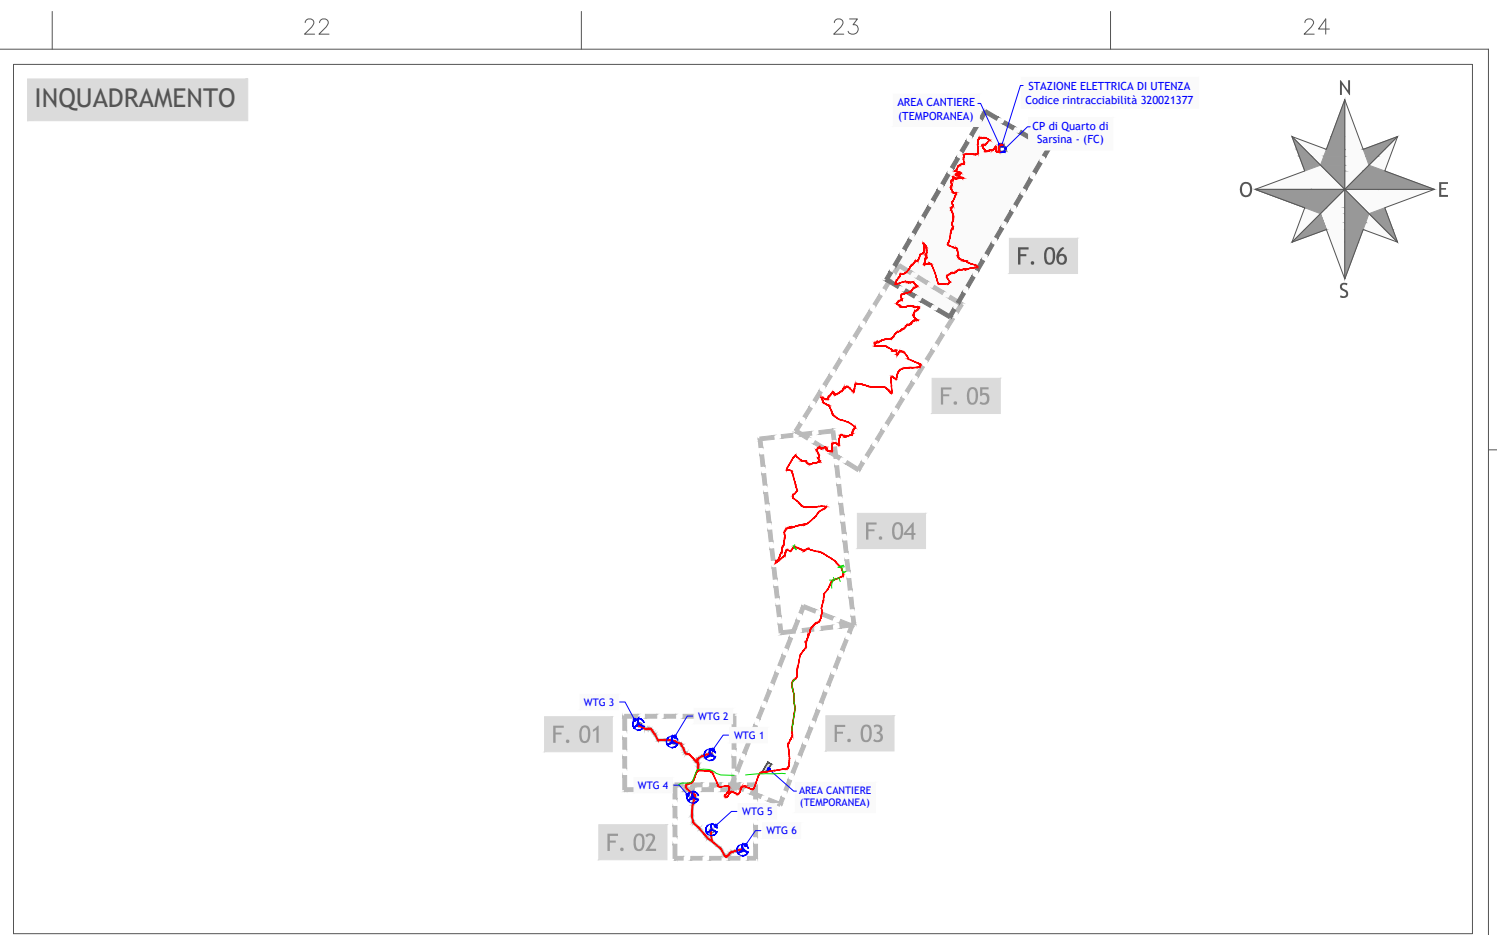 22
23
24
INQUADRAMENTO
STAZIONE ELETTRICA DI UTENZA
Codice rintracciabilità 320021377
AREA CANTIERE
(TEMPORANEA)
CP di Quarto di
Sarsina - (FC)
N
O
E
S
F. 06
F. 05
F. 04
F. 03
F. 01
F. 02
WTG 3
WTG 2
WTG 1
WTG 4
WTG 5
WTG 6
AREA CANTIERE
(TEMPORANEA)